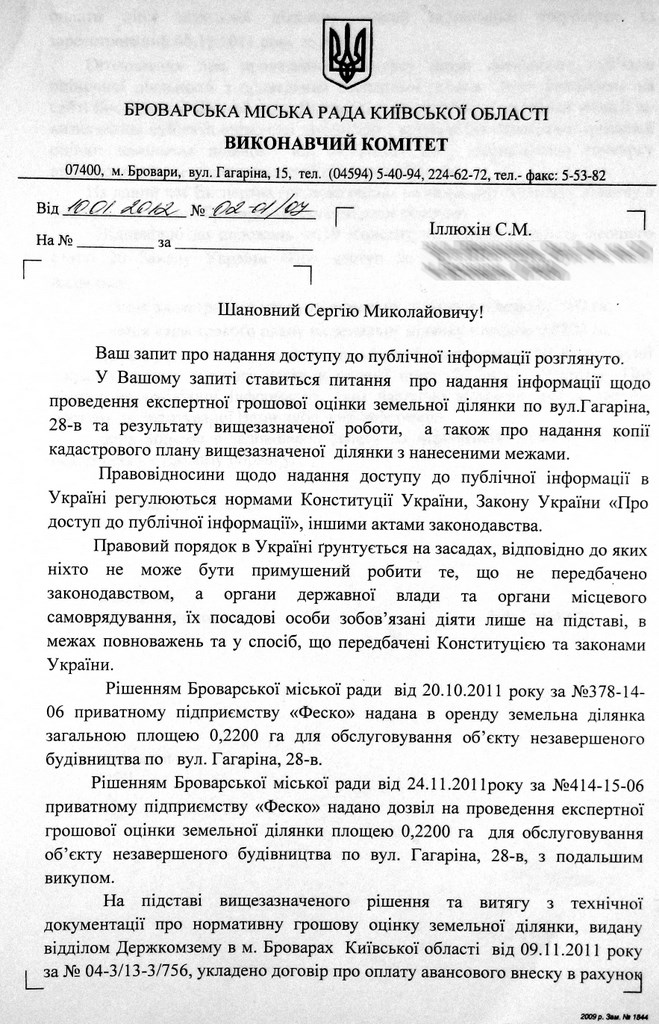 БРОВАРСЬКА МІСЬКА РАДА КИЇВСЬКОЇ ОБЛАСТІ
ВИКОНАВЧИЙ КОМІТЕТ
07400, м. Бровари, вул. Гагаріна, 15, тел. (04594) 5-40-94, 224-62-72, тел.- факс: 5-53-82
Від 10.01.2012 № 02-01/07
На № ________ за ________
Іллюхін С.М.
Шановний Сергію Миколайовичу!
Ваш запит про надання доступу до публічної інформації розглянуто.
У Вашому запиті ставиться питання про надання інформації щодо
проведення експертної грошової оцінки земельної ділянки по вул.Гагаріна,
28-в та результату вищезазначеної роботи, а також про надання копії
кадастрового плану вищезазначеної ділянки з нанесеними межами.
Правовідносини щодо надання доступу до публічної інформації в
Україні регулюються нормами Конституції України, Закону України «Про
доступ до публічної інформації», іншими актами законодавства.
Правовий порядок в Україні ґрунтується на засадах, відповідно до яких
ніхто не може бути примушений робити те, що не передбачено
законодавством, а органи державної влади та органи місцевого
самоврядування, їх посадові особи зобов’язані діяти лише на підставі, в
межах повноважень та у спосіб, що передбачені Конституцією та законами
України.
Рішенням Броварської міської ради від 20.10.2011 року за №378-14-
06 приватному підприємству «Феско» надана в оренду земельна ділянка
загальною площею 0,2200 га для обслуговування об’єкту незавершеного
будівництва по вул. Гагаріна, 28-в.
Рішенням Броварської міської ради від 24.11.2011року за №414-15-06
приватному підприємству «Феско» надано дозвіл на проведення експертної
грошової оцінки земельної ділянки площею 0,2200 га для обслуговування
об’єкту незавершеного будівництва по вул. Гагаріна, 28-в, з подальшим
викупом.
На підставі вищезазначеного рішення та витягу з технічної
документації про нормативну грошову оцінку земельної ділянки, видану
відділом Держкомзему в м. Броварах Київської області від 09.11.2011 року
за № 04-3/13-3/756, укладено договір про оплату авансового внеску в рахунок
2009 р. Зам. № 1844